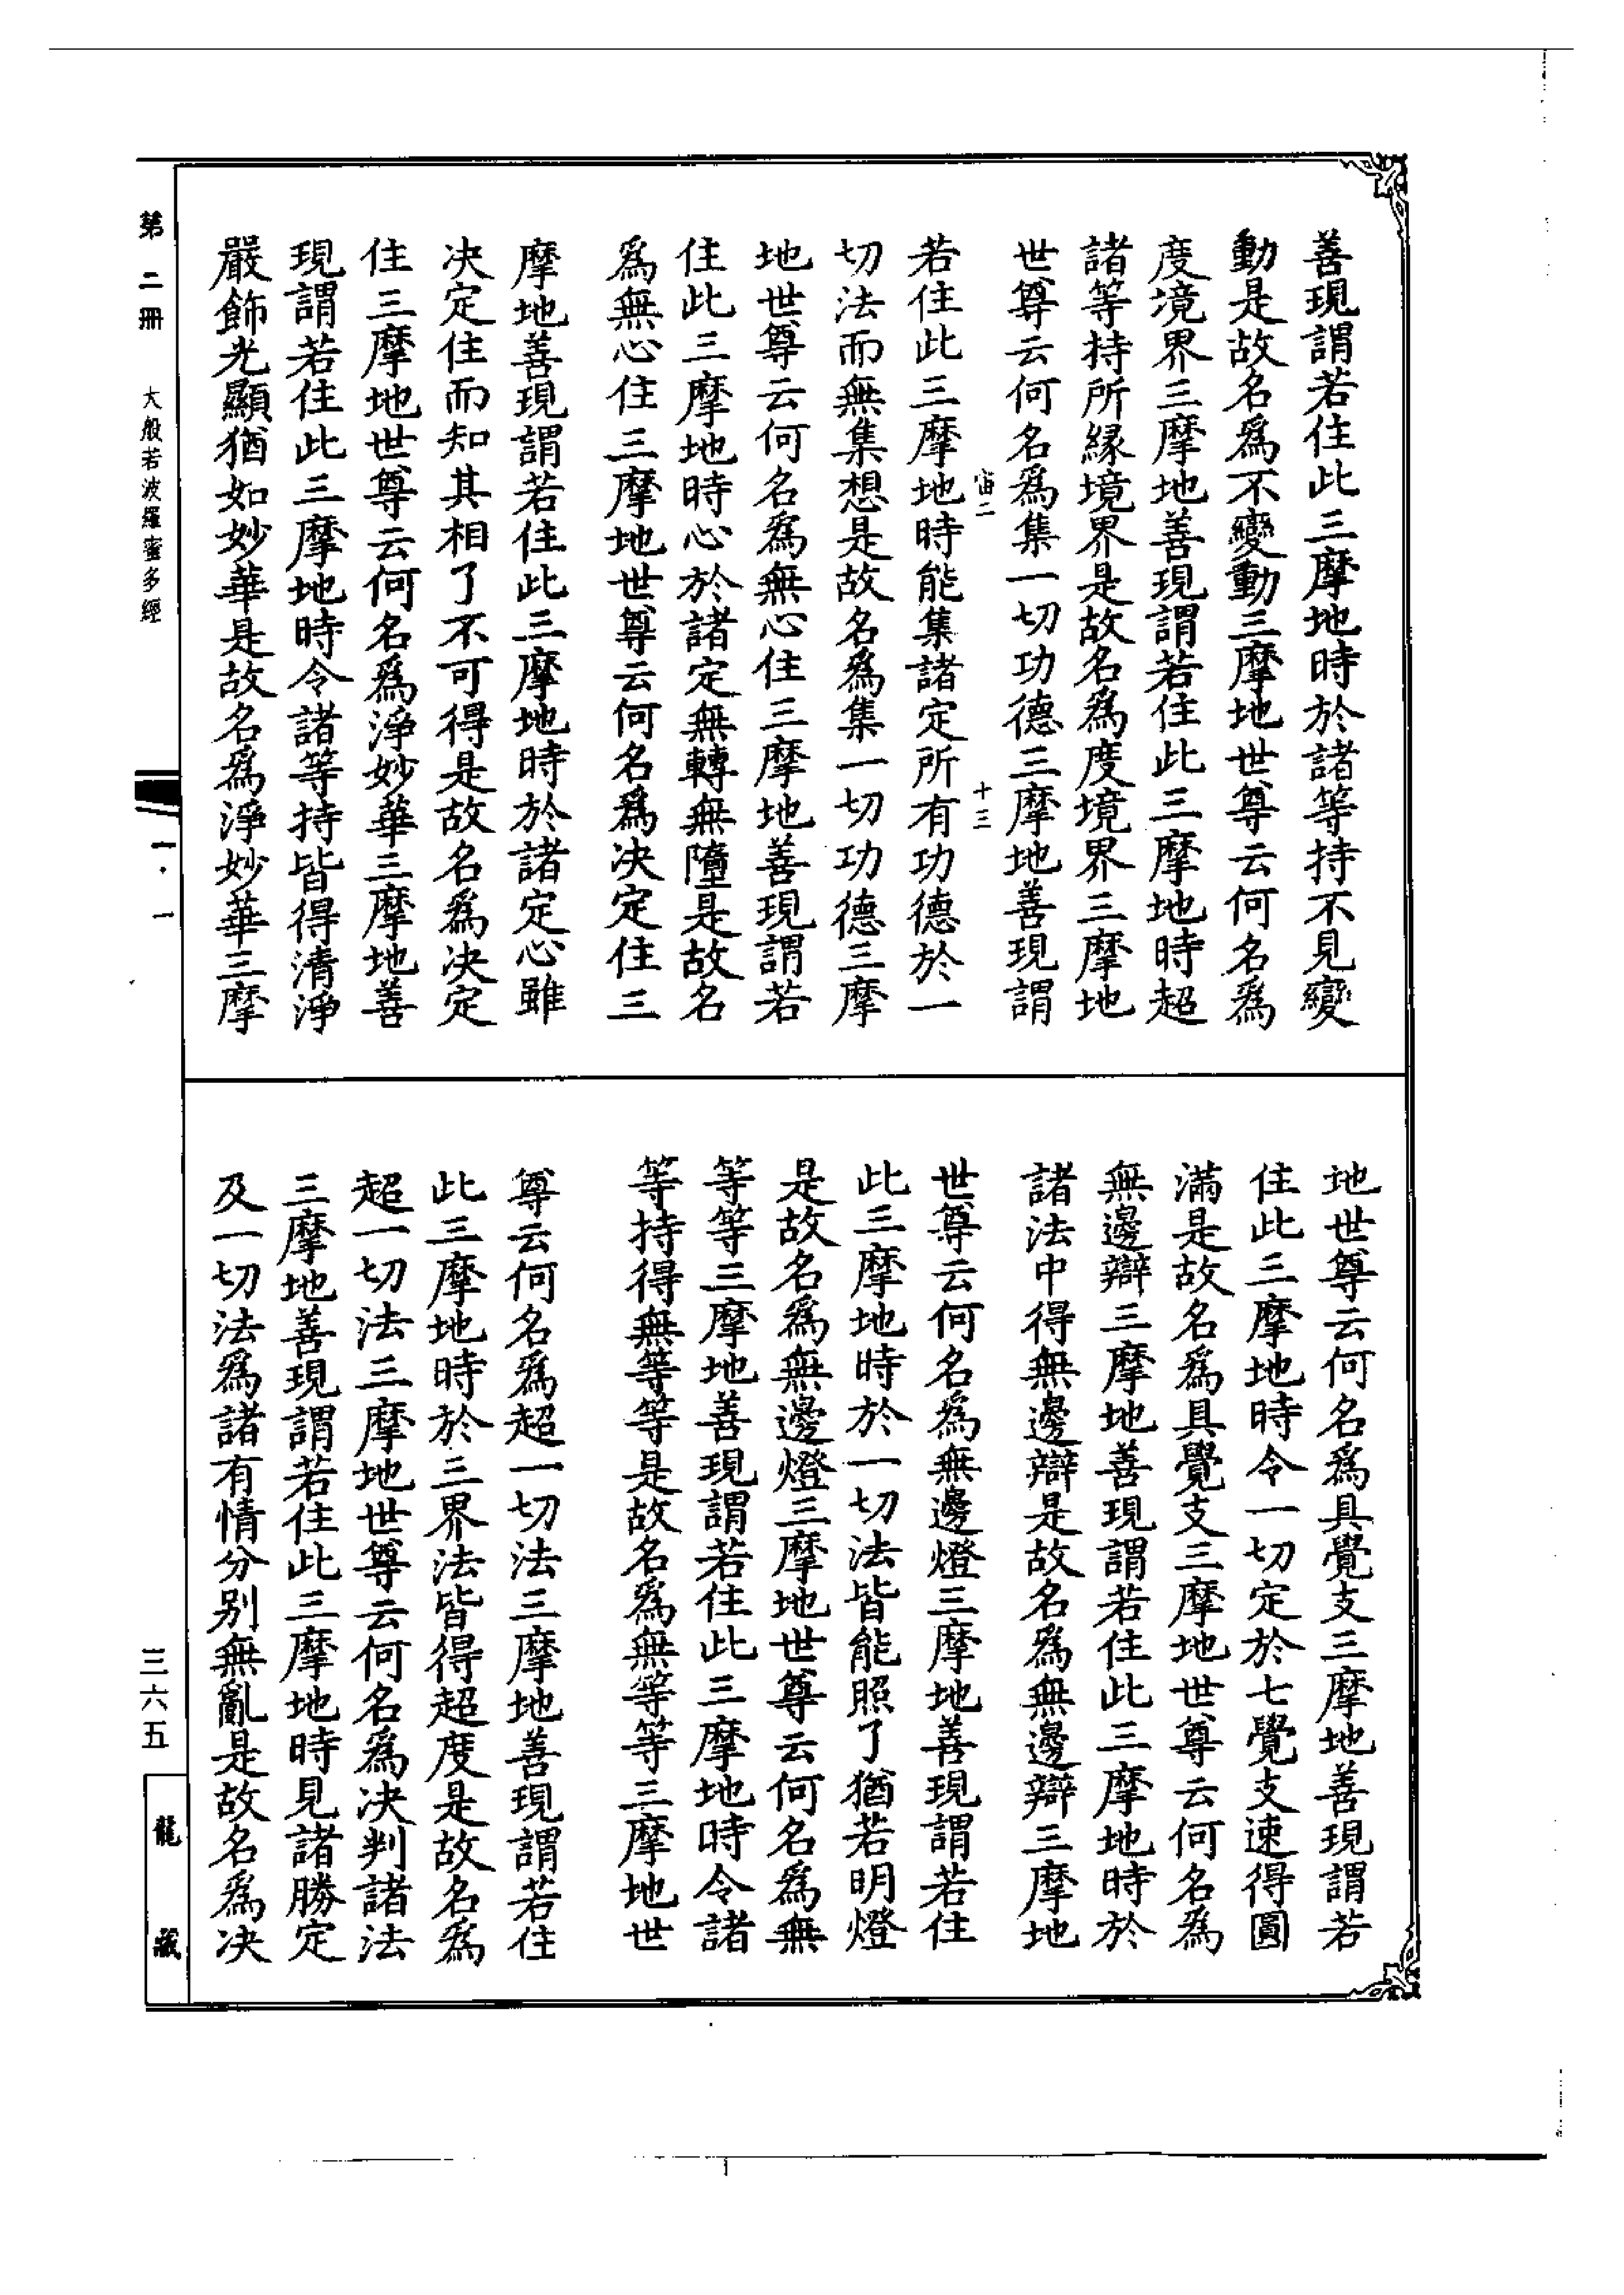 善現謂若住此三摩地時於諸等持不見變
動是故名爲不變動三摩地世尊云何名爲
度境界三摩地善現謂若住此三摩地時超
諸等持所緣境界是故名爲度境界三摩地
世尊云何名爲集一切功德三摩地善現謂
宙二
十三
若住此三摩地時能集諸定所有功德於一
切法而無集想是故名爲集一切功德三摩
地世尊云何名爲無心住三摩地善現謂若
住此三摩地時心於諸定無轉無墮是故名
爲無心住三摩地世尊云何名爲决定住三
摩地善現謂若住此三摩地時於諸定心雖
决定住而知其相了不可得是故名爲决定
住三摩地世尊云何名爲淨妙華三摩地善
現謂若住此三摩地時令諸等持皆得清淨
嚴飾光顯猶如妙華是故名爲淨妙華三摩
地世尊云何名爲具覺支三摩地善現謂若
住此三摩地時令一切定於七覺支速得圓
滿是故名爲具覺支三摩地世尊云何名爲
無邊辯三摩地善現謂若住此三摩地時於
諸法中得無邊辯是故名爲無邊辯三摩地
世尊云何名爲無邊燈三摩地善現謂若住
此三摩地時於一切法皆能照了猶若明燈
是故名爲無邊燈三摩地世尊云何名爲無
等等三摩地善現謂若住此三摩地時令諸
等持得無等等是故名爲無等等三摩地世
尊云何名爲超一切法三摩地善現謂若住
此三摩地時於三界法皆得超度是故名爲
超一切法三摩地世尊云何名爲决判諸法
三摩地善現謂若住此三摩地時見諸勝定
及一切法爲諸有情分别無亂是故名爲决
第二册
大般若波羅蜜多經
一·一
三六五
龍藏